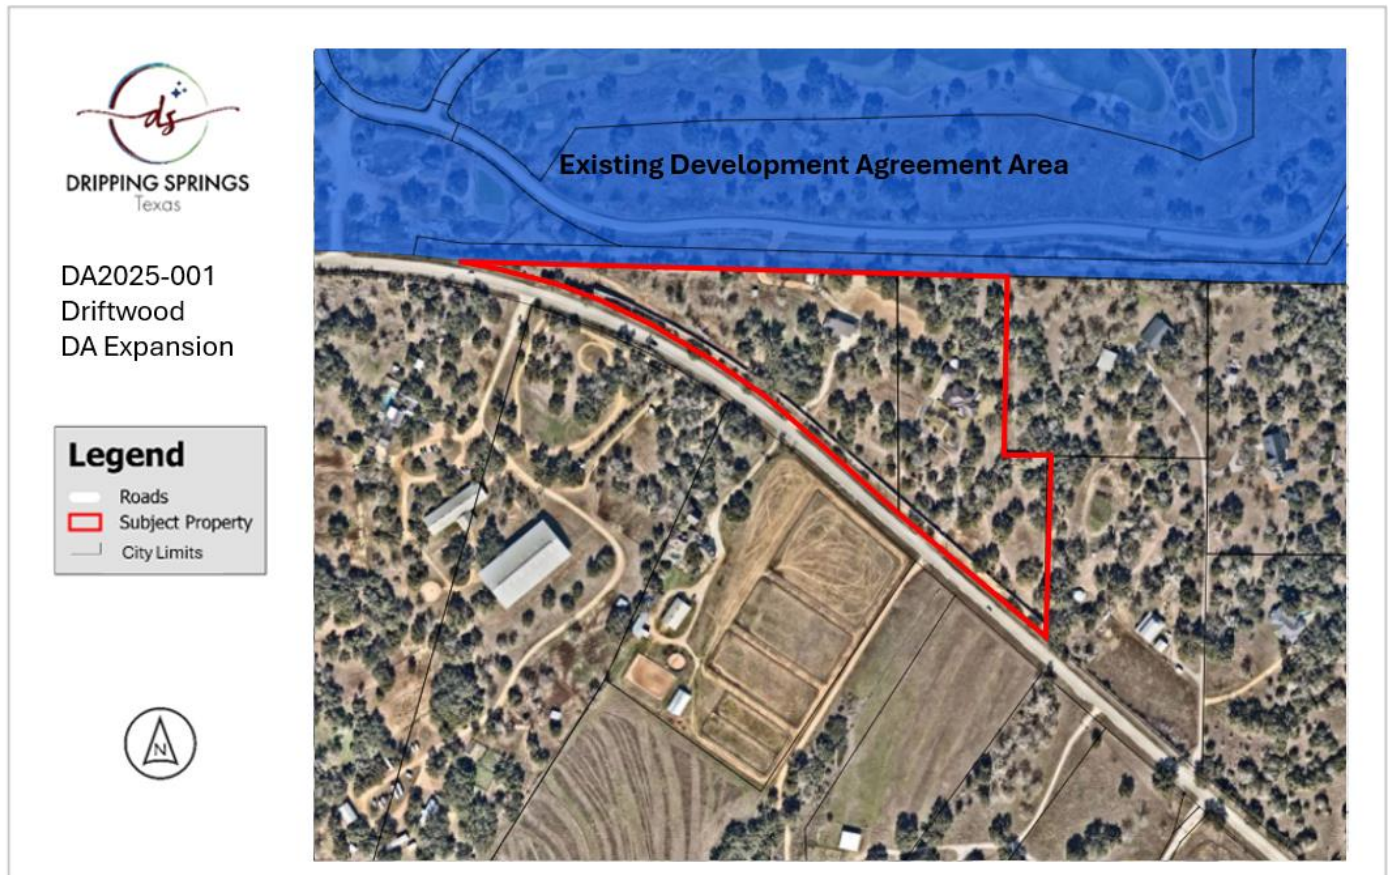 ds
DRIPPING SPRINGS
Texas
DA2025-001
Driftwood
DA Expansion
Legend
Roads
Subject Property
City Limits
N
Existing Development Agreement Area